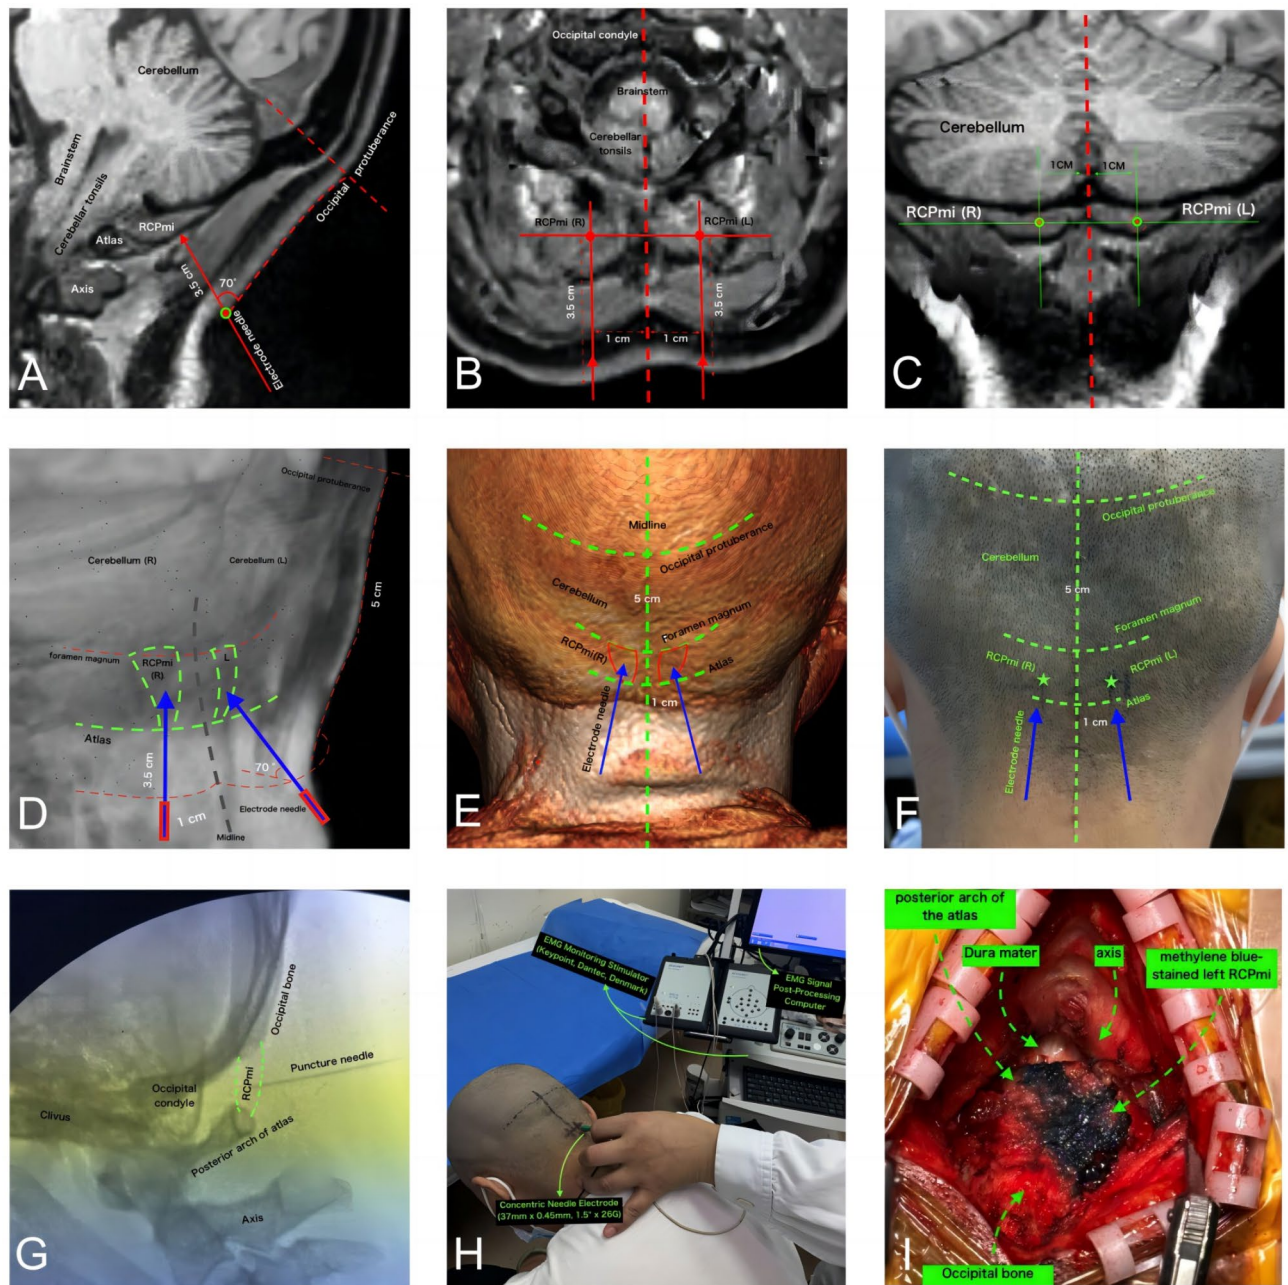 Cerebellum
Brainstem
Cerebellar tonsils
Atlas
RCPmi
Axis
3.5 cm
70°
Occipital protuberance
Electrode needle
A
Occipital condyle
Brainstem
Cerebellar
tonsils
RCPmi (R)
RCPmi (L)
3.5 cm
3.5 cm
1 cm
1 cm
B
Cerebellum
1CM
1CM
RCPmi (R)
RCPmi (L)
C
Occipital protuberance
Cerebellum (R)
Cerebellum (L)
5 cm
foramen magnum
RCPmi
(R)
L
Atlas
3.5 cm
70°
1 cm
Electrode needle
Midline
D
Midline
Occipital protuberance
Cerebellum
5 cm
Foramen magnum
RCPmi(R)
Atlas
1 cm
Electrode needle
E
Occipital protuberance
Cerebellum
5 cm
Foramen magnum
RCPmi (R)
RCPmi (L)
Atlas
1 cm
Electrode needle
F
Occipital bone
Puncture needle
RCPmi
Occipital
condyle
Clivus
Posterior arch of atlas
Axis
G
EMG Monitoring Stimulator
(Keypoint, Dantec, Denmark)
EMG Signal
Post-Processing
Computer
Concentric Needle Electrode
(37mm x 0.45mm, 1.5" x 26G)
H
posterior arch of
the atlas
Dura mater
axis
methylene blue-
stained left RCPmi
Occipital bone
I